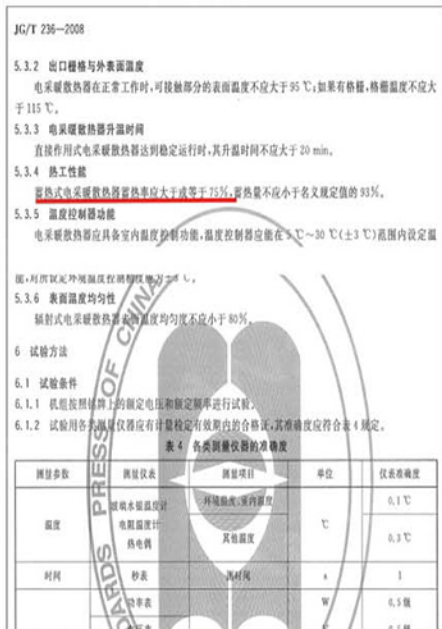 JG/T 236—2008
5.3.2 出口栅格与外表面温度
电采暖散热器在正常工作时,可接触部分的表面温度不应大于95 ℃;如果有格栅,格栅温度不应大
于115 ℃。
5.3.3 电采暖散热器升温时间
直接作用式电采暖散热器达到稳定运行时,其升温时间不应大于20 min。
5.3.4 热工性能
蓄热式电采暖散热器蓄热率应大于或等于75%,蓄热量不应小于名义规定值的93%。
5.3.5 温度控制器功能
电采暖散热器应具备室内温度控制功能,温度控制器应能在5 ℃~30 ℃(±3 ℃)范围内设定温
5.3.6 表面温度均匀性
辐射式电采暖散热器表面温度均匀度不应小于80%。
6 试验方法
6.1 试验条件
6.1.1 机组按照铭牌上的额定电压和额定频率进行试验。
6.1.2 试验用各类测量仪器应有计量检定有效期内的合格证,其准确度应符合表4规定。
表 4 各类测量仪器的准确度
测量参数 测量仪表 测量项目 单位 仪表准确度
温度 玻璃水银温度计 电阻温度计 热电偶 环境温度、室内温度 ℃ 0.1 ℃
其他温度 0.3 ℃
时间 秒表 测时间 s 1
功率表 W 0.5 级
OARDS PRESS OF CHINA